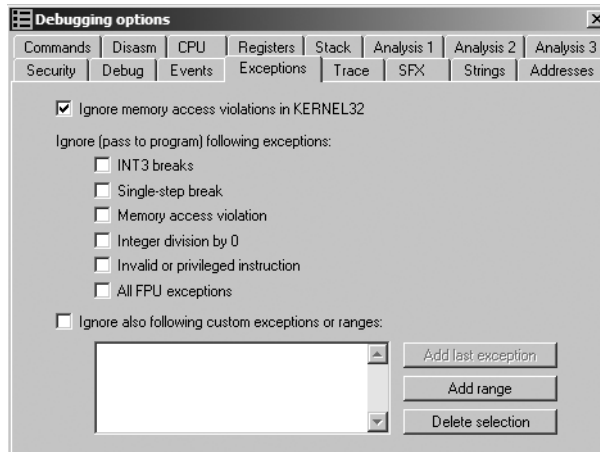 Debugging options
Commands Disasm CPU Registers Stack Analysis 1 Analysis 2 Analysis 3
Security Debug Events Exceptions Trace SFX Strings Addresses
Ignore memory access violations in KERNEL32
Ignore (pass to program) following exceptions:
INT3 breaks
Single-step break
Memory access violation
Integer division by 0
Invalid or privileged instruction
All FPU exceptions
Ignore also following custom exceptions or ranges:
Add last exception
Add range
Delete selection